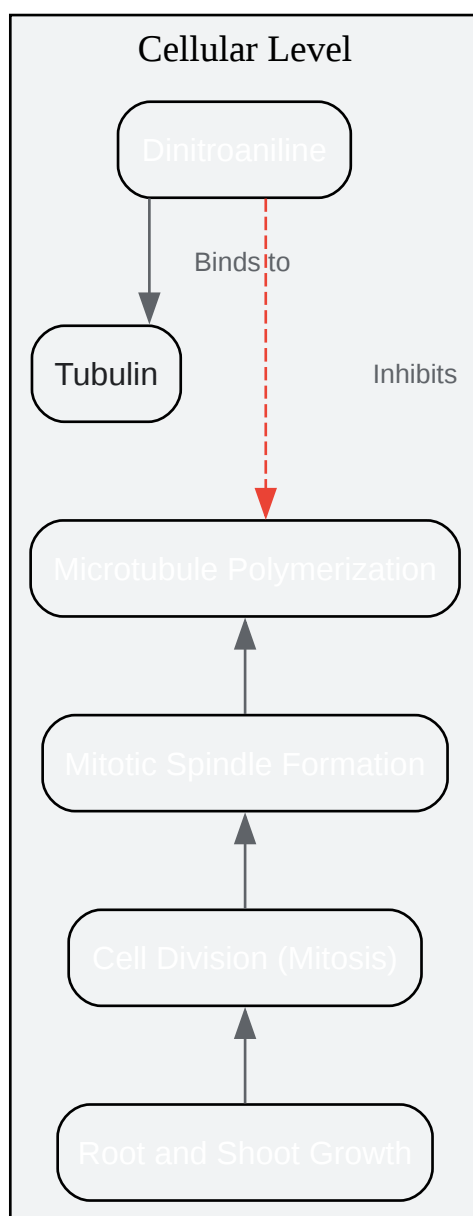 Cellular Level
Dinitroaniline
Binds to
Tubulin
Inhibits
Microtubule Polymerization
Mitotic Spindle Formation
Cell Division (Mitosis)
Root and Shoot Growth